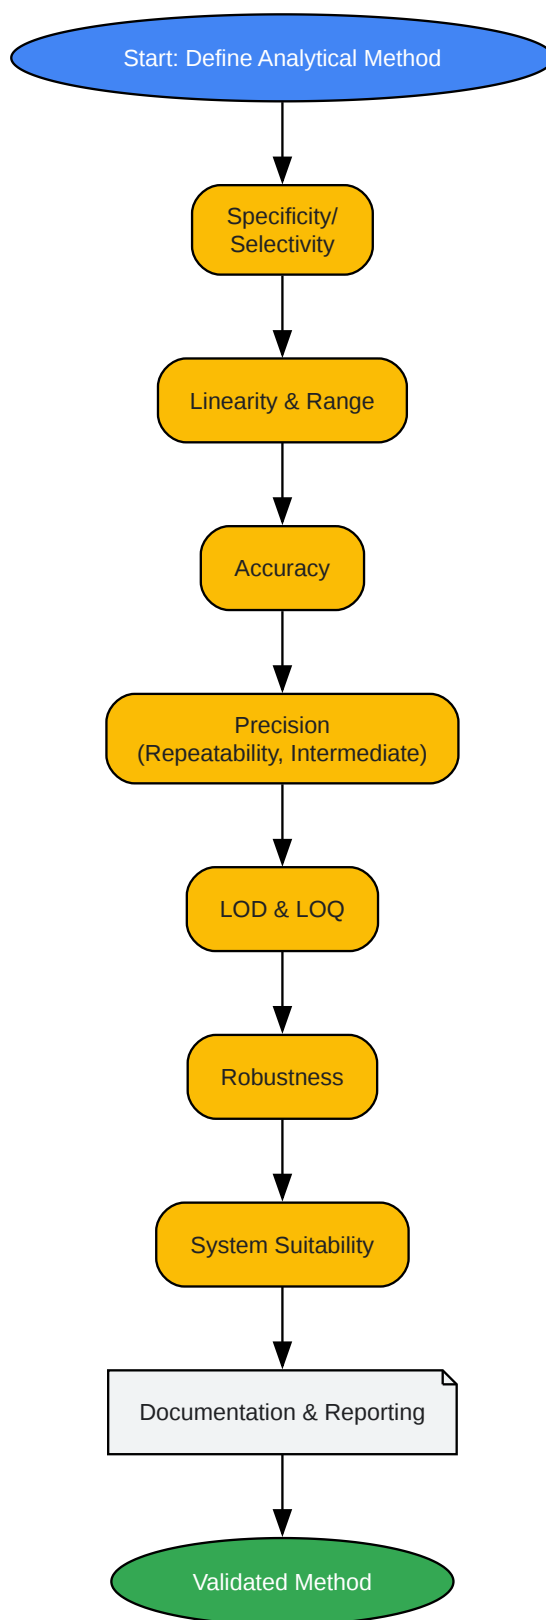 Start: Define Analytical Method
Specificity/
Selectivity
Linearity & Range
Accuracy
Precision
(Repeatability, Intermediate)
LOD & LOQ
Robustness
System Suitability
Documentation & Reporting
Validated Method